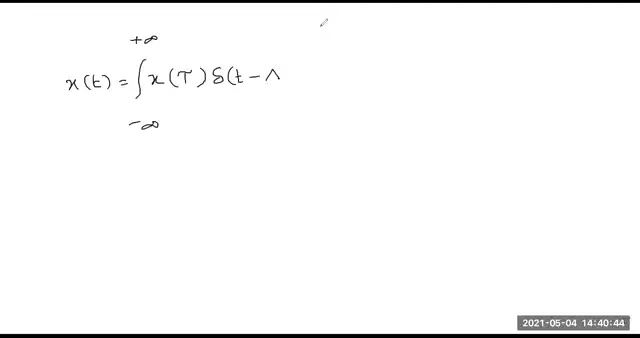 +∞
x(t) = ∫ x(τ) δ(t − ∧
−∞
2021-05-04 14:40:44